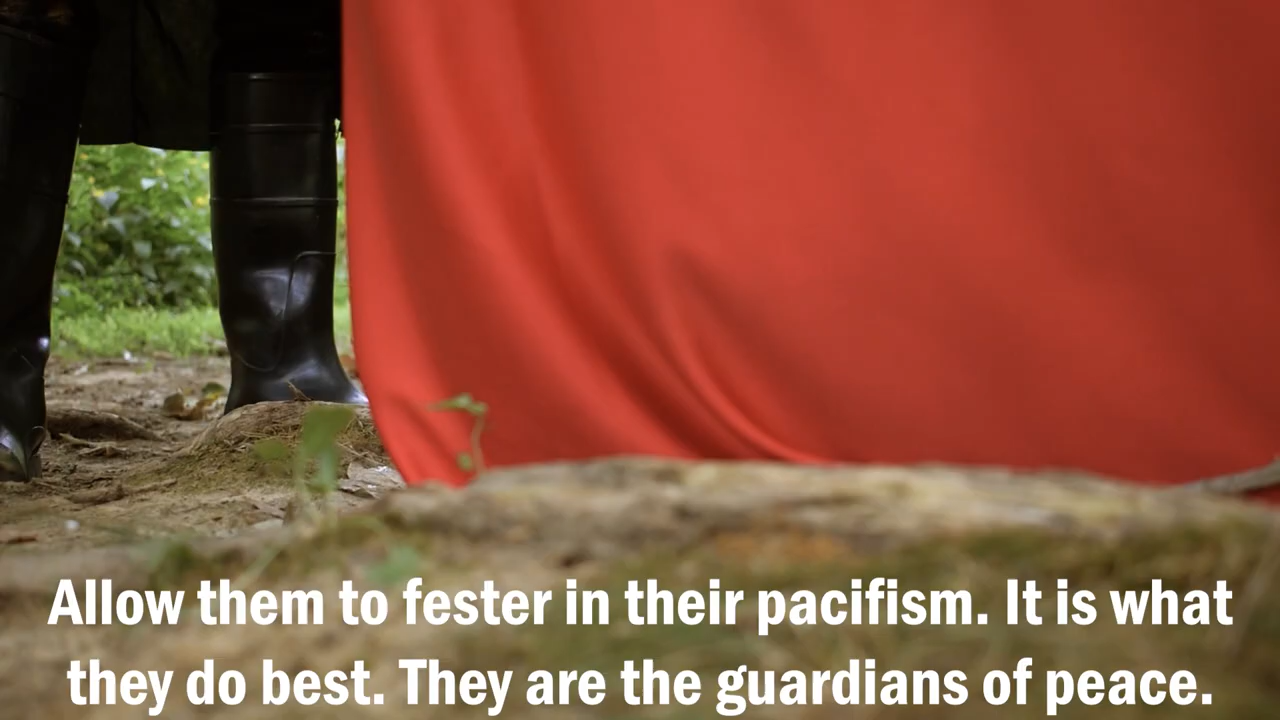 Allow them to fester in their pacifism. It is what
they do best. They are the guardians of peace.